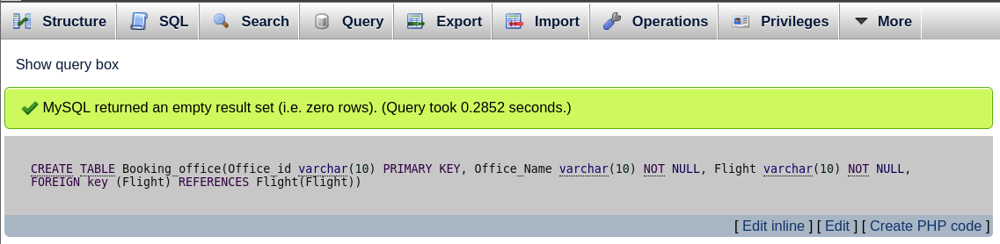 Structure SQL Search Query Export Import Operations Privileges More
Show query box
MySQL returned an empty result set (i.e. zero rows). (Query took 0.2852 seconds.)
CREATE TABLE Booking_office(Office_id varchar(10) PRIMARY KEY, Office_Name varchar(10) NOT NULL, Flight varchar(10) NOT NULL,
FOREIGN key (Flight) REFERENCES Flight(Flight))
[ Edit inline ] [ Edit ] [ Create PHP code ]